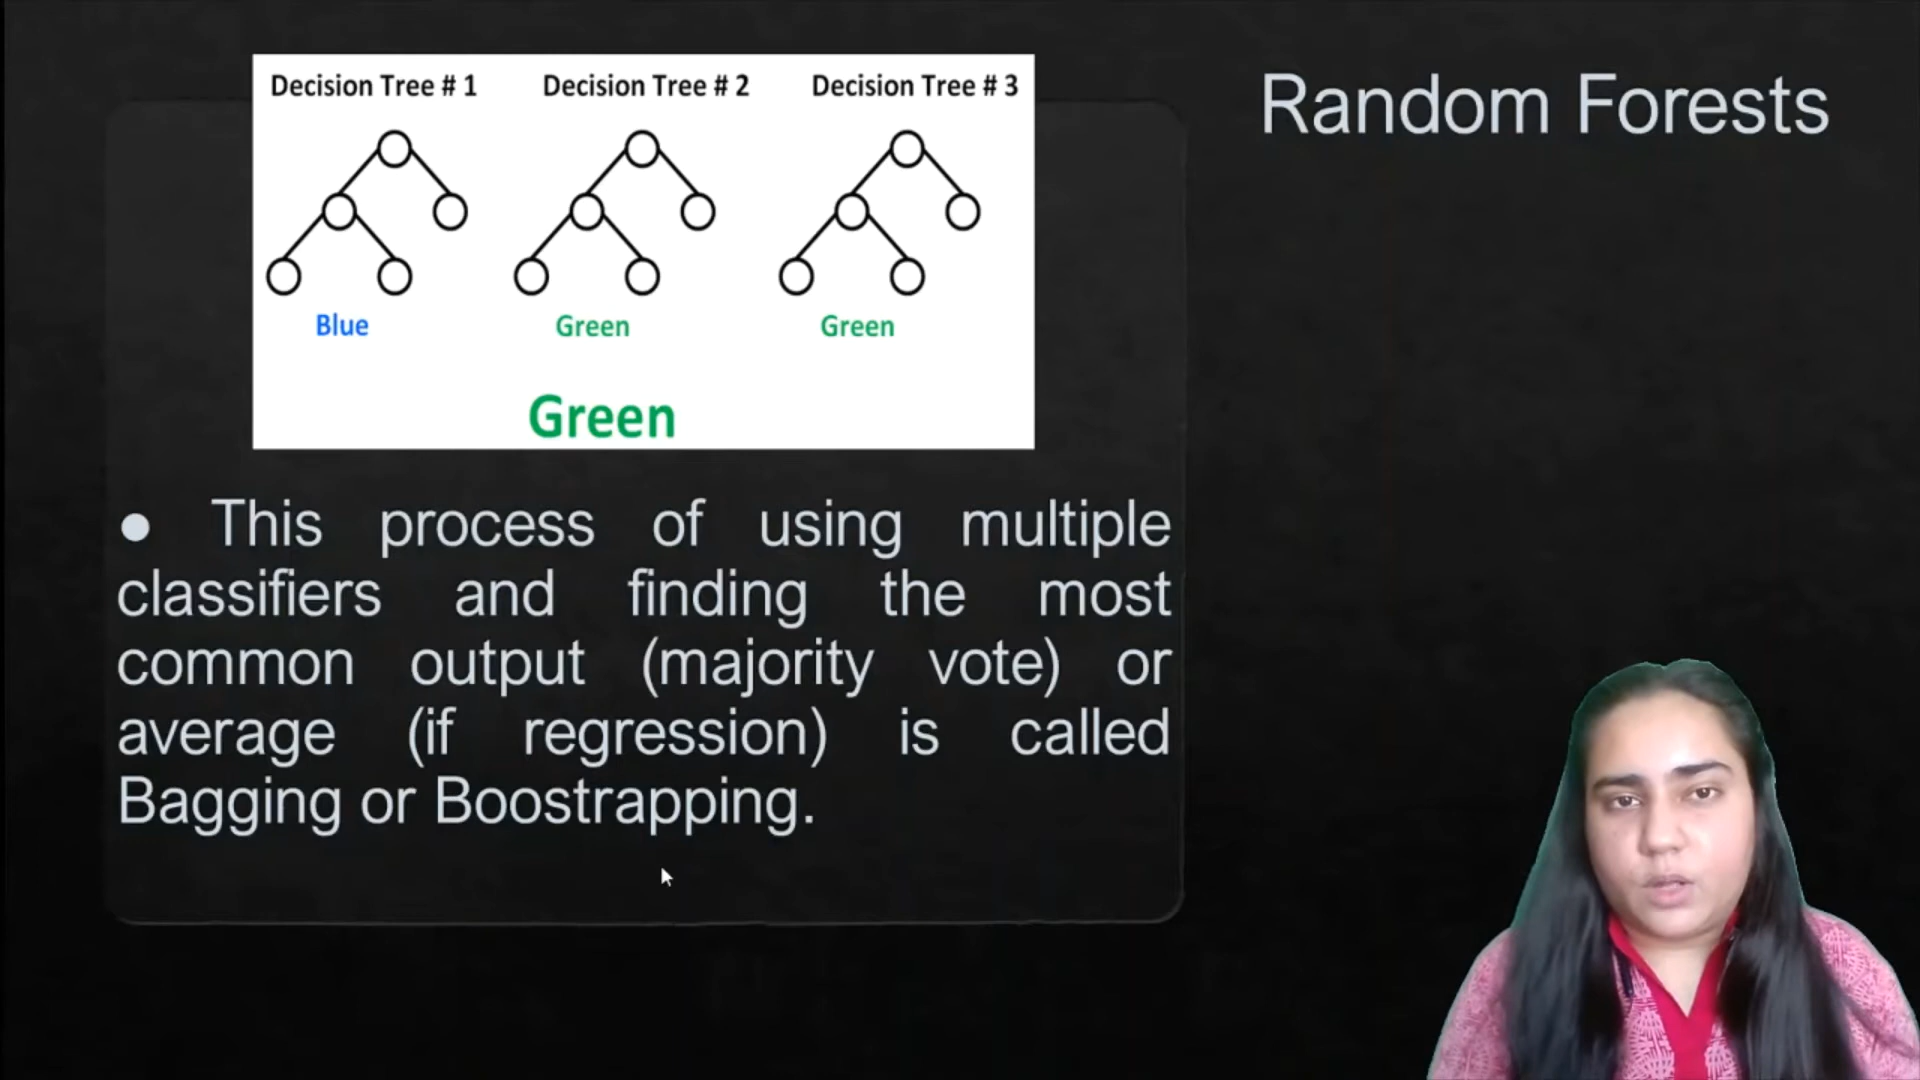 Random Forests
Decision Tree # 1 Decision Tree # 2 Decision Tree # 3
Blue Green Green
Green
● This process of using multiple
classifiers and finding the most
common output (majority vote) or
average (if regression) is called
Bagging or Boostrapping.